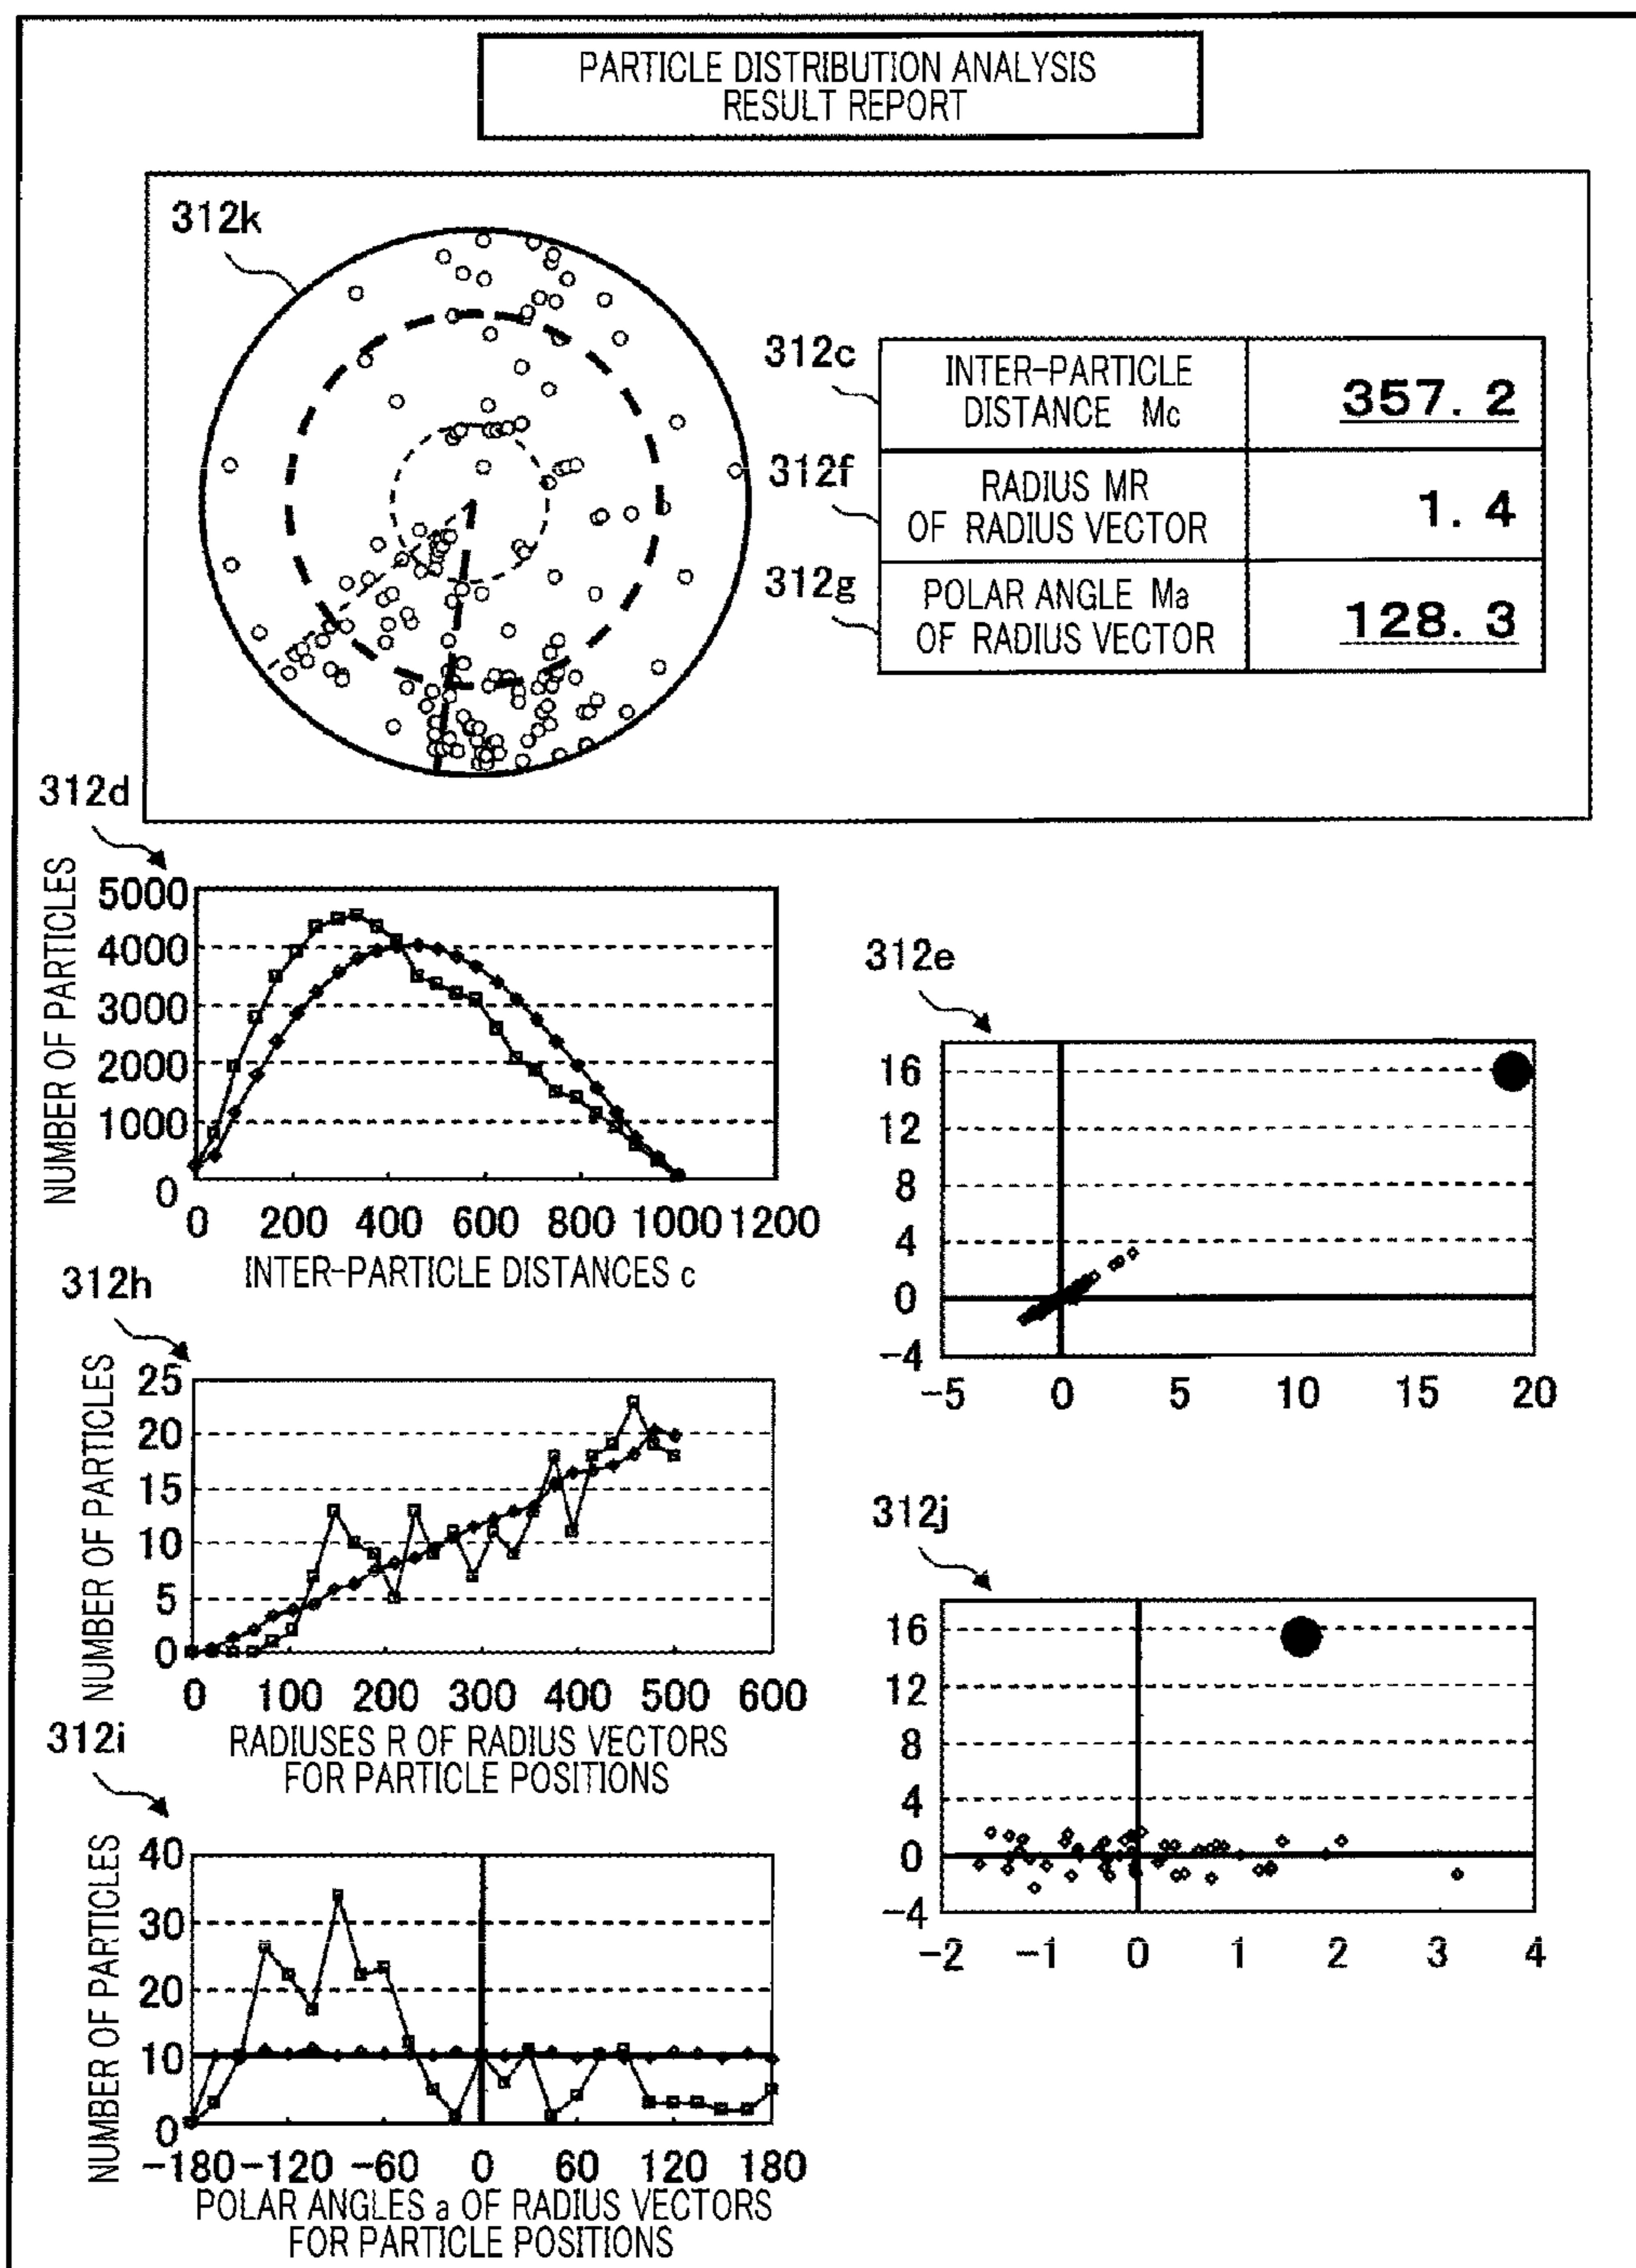 PARTICLE DISTRIBUTION ANALYSIS
RESULT REPORT
312k
312c
INTER-PARTICLE
DISTANCE Mc
357. 2
312f
RADIUS MR
OF RADIUS VECTOR
1. 4
312g
POLAR ANGLE Ma
OF RADIUS VECTOR
128. 3
312d
NUMBER OF PARTICLES
5000
4000
3000
2000
1000
0
0 200 400 600 800 1000 1200
INTER-PARTICLE DISTANCES c
312e
16
12
8
4
0
-4
-5 0 5 10 15 20
312h
NUMBER OF PARTICLES
25
20
15
10
5
0
0 100 200 300 400 500 600
RADIUSES R OF RADIUS VECTORS
FOR PARTICLE POSITIONS
312j
16
12
8
4
0
-4
-2 -1 0 1 2 3 4
312i
NUMBER OF PARTICLES
40
30
20
10
0
-180 -120 -60 0 60 120 180
POLAR ANGLES a OF RADIUS VECTORS
FOR PARTICLE POSITIONS